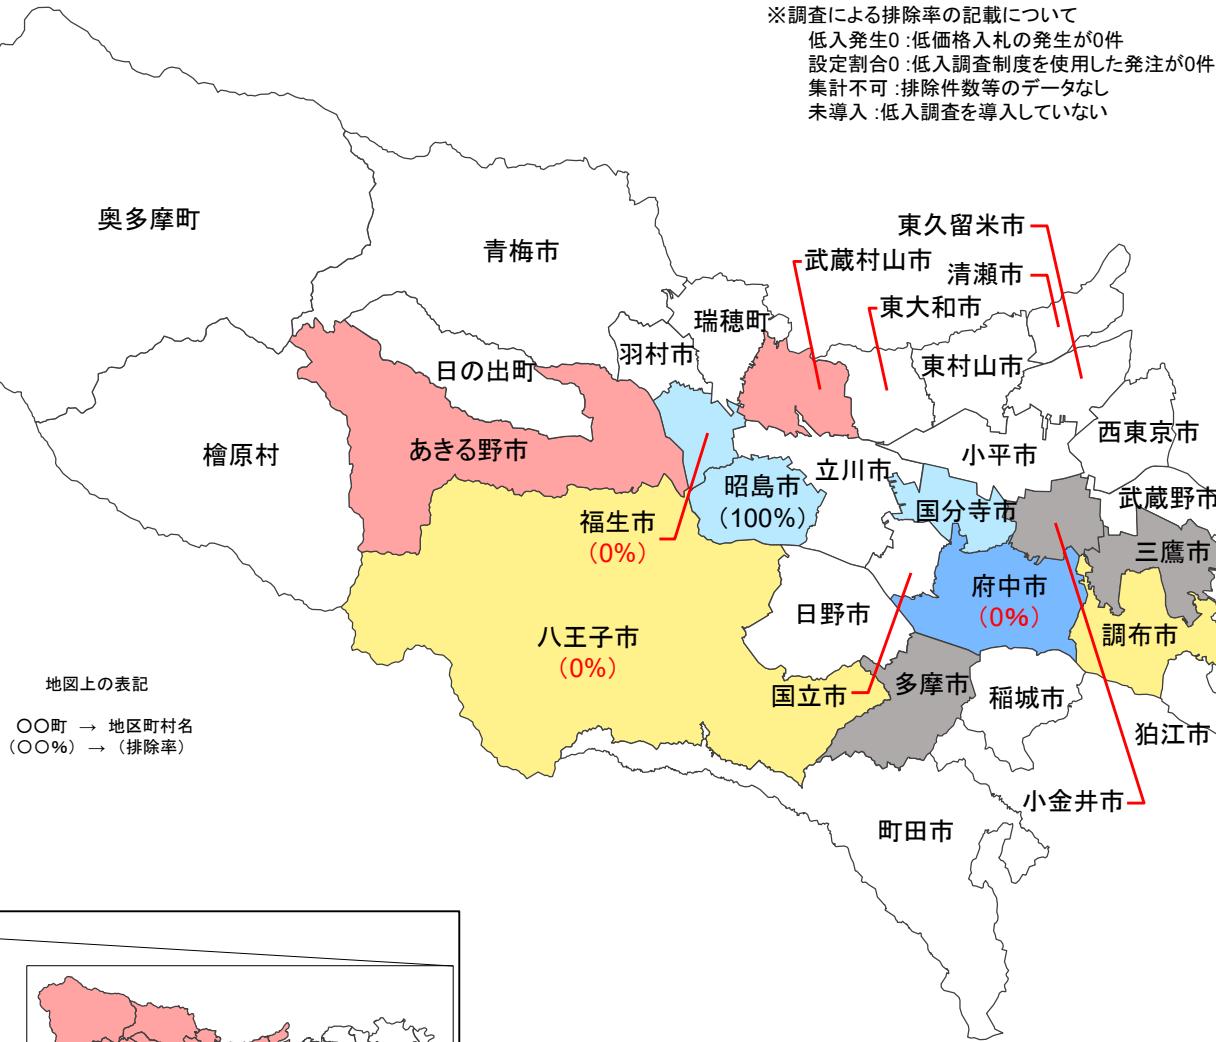 ※調査による排除率の記載について
低入発生0：低価格入札の発生が0件
設定割合0：低入調査制度を使用した発注が0件
集計不可：排除件数等のデータなし
未導入：低入調査を導入していない
奥多摩町
青梅市
東久留米市
武蔵村山市
清瀬市
東大和市
瑞穂町
羽村市
日の出町
東村山市
檜原村
あきる野市
西東京市
小平市
立川市
昭島市
（100%）
武蔵野市
国分寺市
福生市
（0%）
三鷹市
府中市
（0%）
日野市
八王子市
（0%）
調布市
国立市
多摩市
稲城市
狛江市
地図上の表記
〇〇町 → 地区町村名
（〇〇%）→（排除率）
小金井市
町田市